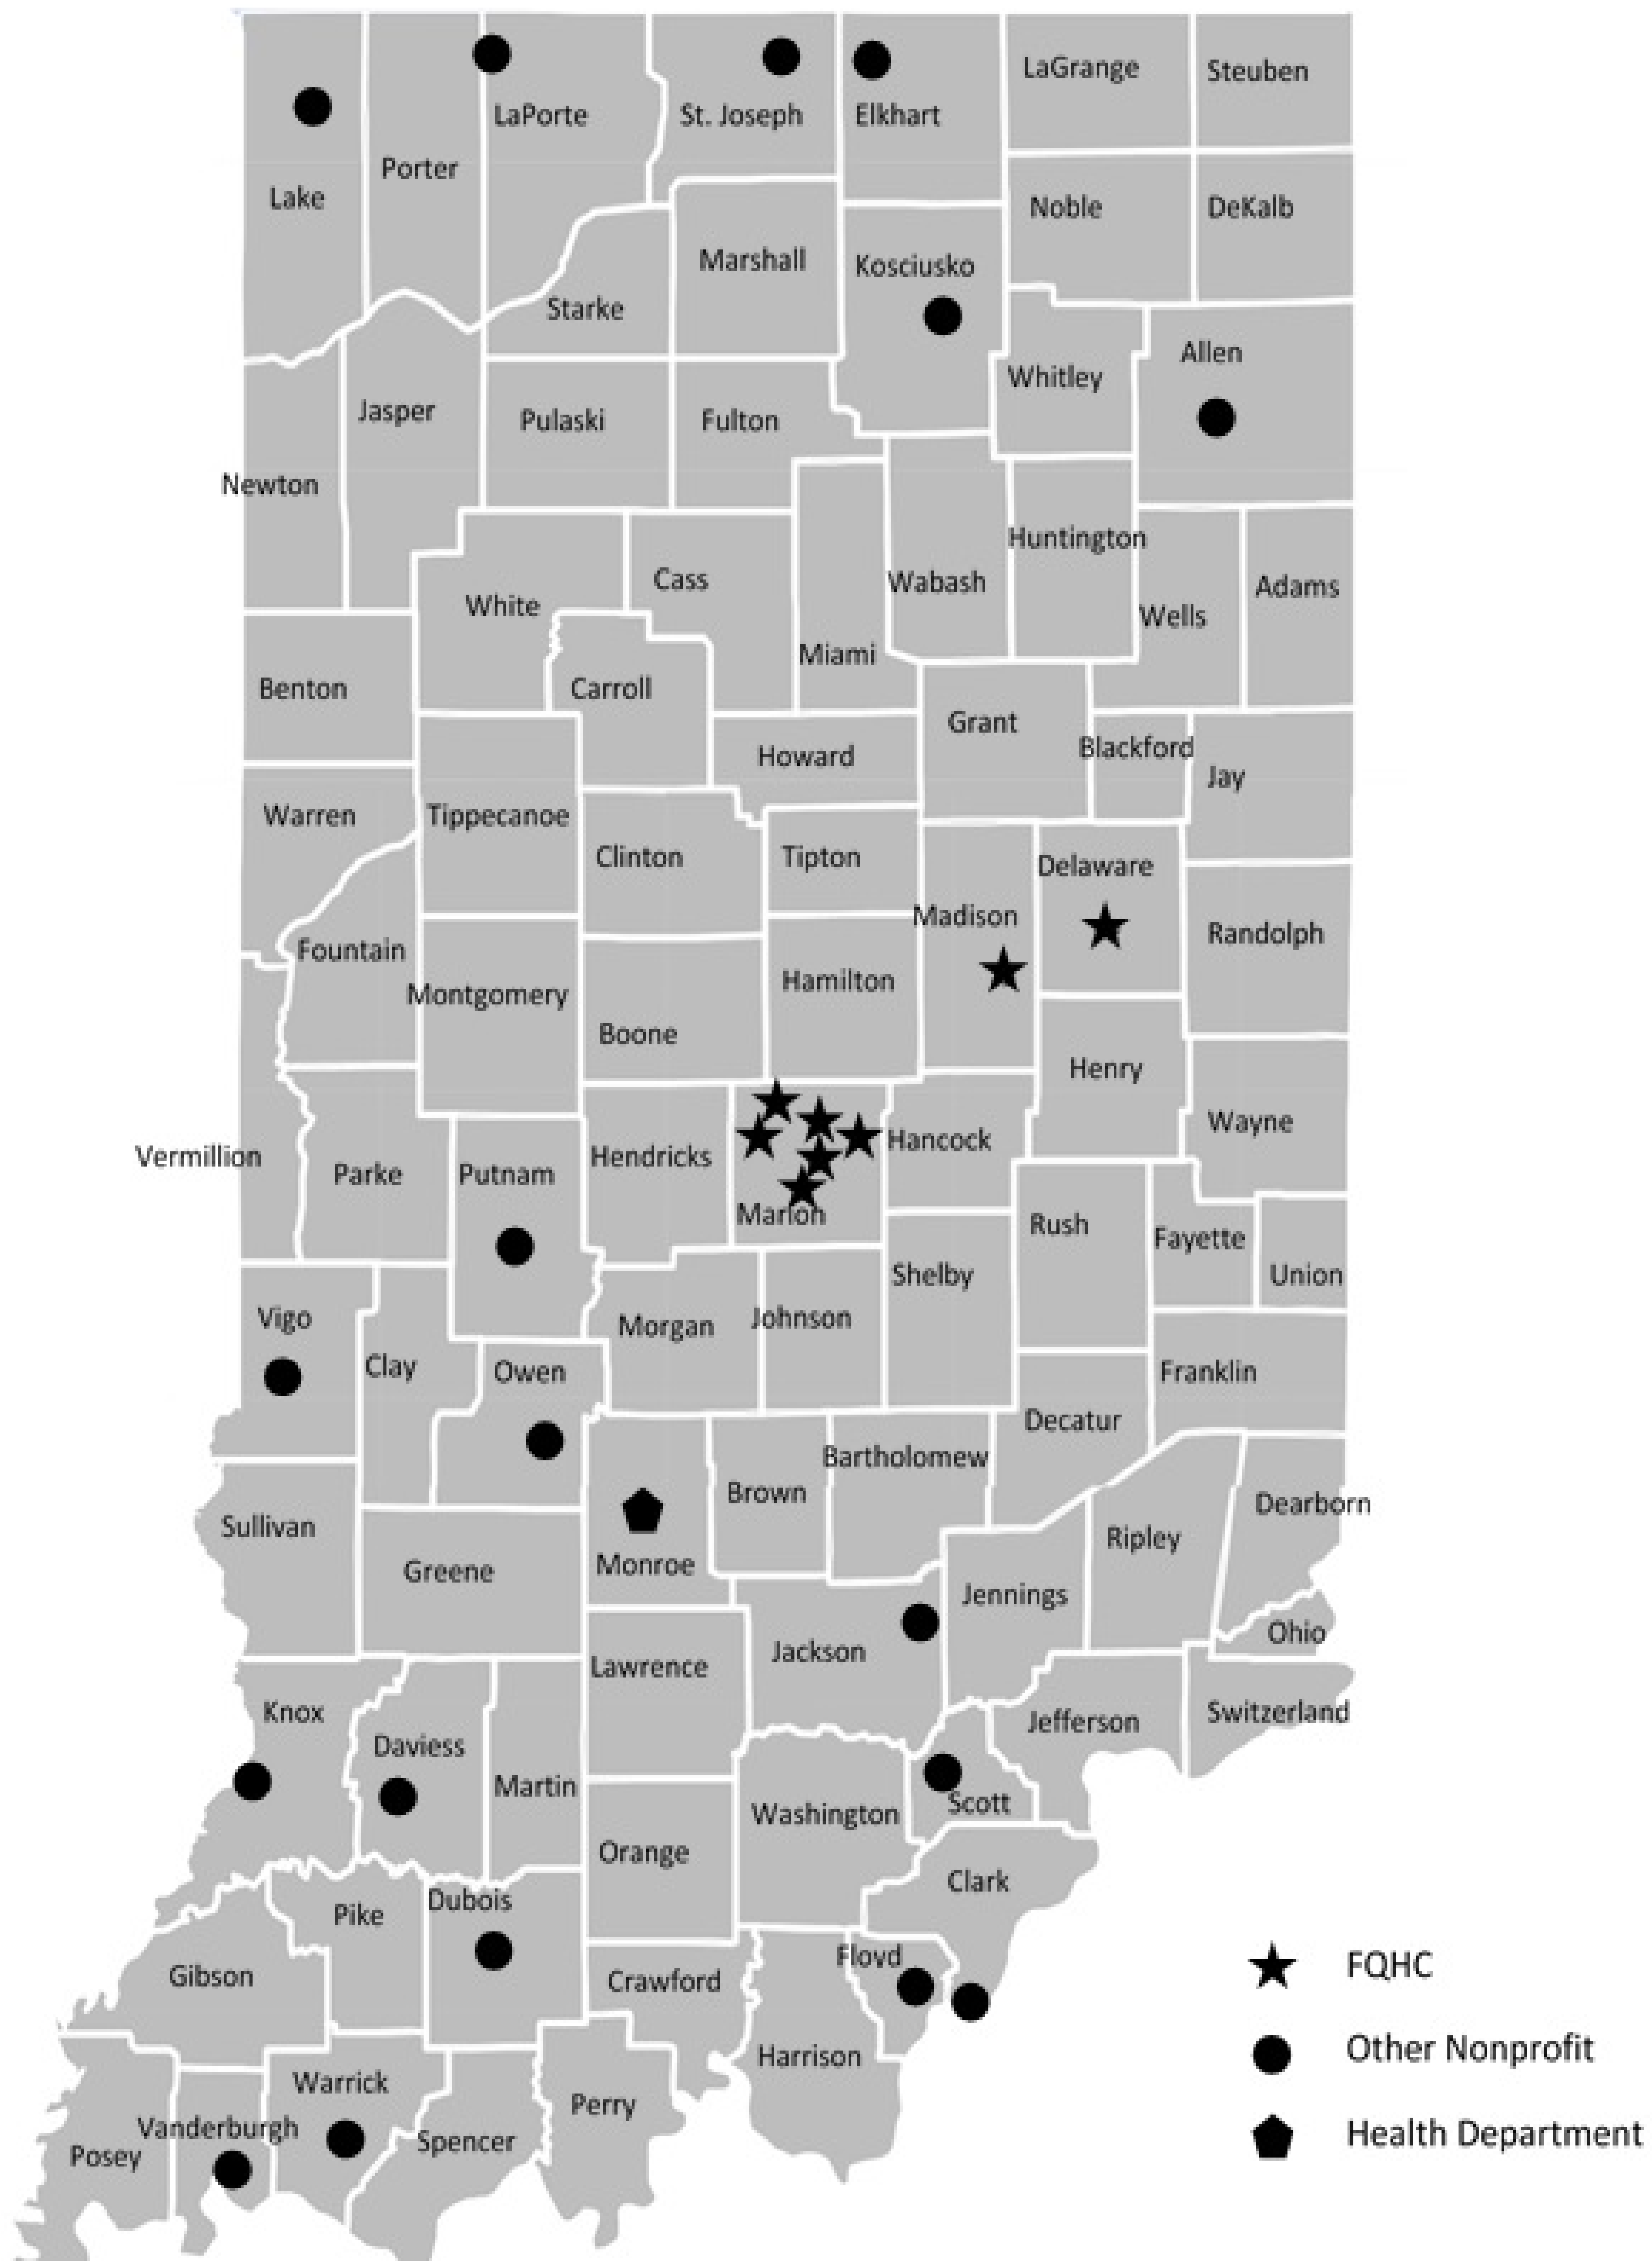 LaGrange
Steuben
LaPorte
St. Joseph
Elkhart
Porter
Lake
Noble
DeKalb
Marshall
Kosciusko
Starke
Allen
Whitley
Jasper
Pulaski
Fulton
Newton
Huntington
Cass
Wabash
Adams
White
Wells
Miami
Benton
Carroll
Grant
Blackford
Howard
Jay
Warren
Tippecanoe
Clinton
Tipton
Delaware
Madison
Randolph
Fountain
Hamilton
Montgomery
Boone
Henry
Wayne
Hancock
Vermillion
Hendricks
Parke
Putnam
Marion
Rush
Fayette
Shelby
Union
Vigo
Morgan
Johnson
Clay
Owen
Franklin
Decatur
Bartholomew
Brown
Dearborn
Sullivan
Ripley
Monroe
Greene
Jennings
Ohio
Jackson
Lawrence
Knox
Switzerland
Jefferson
Daviess
Martin
Scott
Washington
Orange
Clark
Dubois
Pike
Floyd
Gibson
Crawford
FQHC
Other Nonprofit
Harrison
Warrick
Perry
Vanderburgh
Health Department
Spencer
Posey